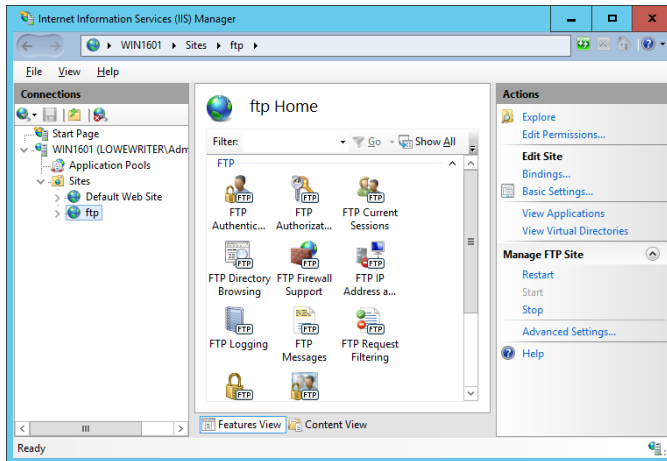 Internet Information Services (IIS) Manager
WIN1601 Sites ftp
File View Help
Connections
Start Page
WIN1601 (LOWEWRITER\Adm
Application Pools
Sites
Default Web Site
ftp
ftp Home
Filter: Go Show All
FTP
FTP Authentic...
FTP Authorizat...
FTP Current Sessions
FTP Directory Browsing
FTP Firewall Support
FTP IP Address a...
FTP Logging
FTP Messages
FTP Request Filtering
Features View Content View
Actions
Explore
Edit Permissions...
Edit Site
Bindings...
Basic Settings...
View Applications
View Virtual Directories
Manage FTP Site
Restart
Start
Stop
Advanced Settings...
Help
Ready